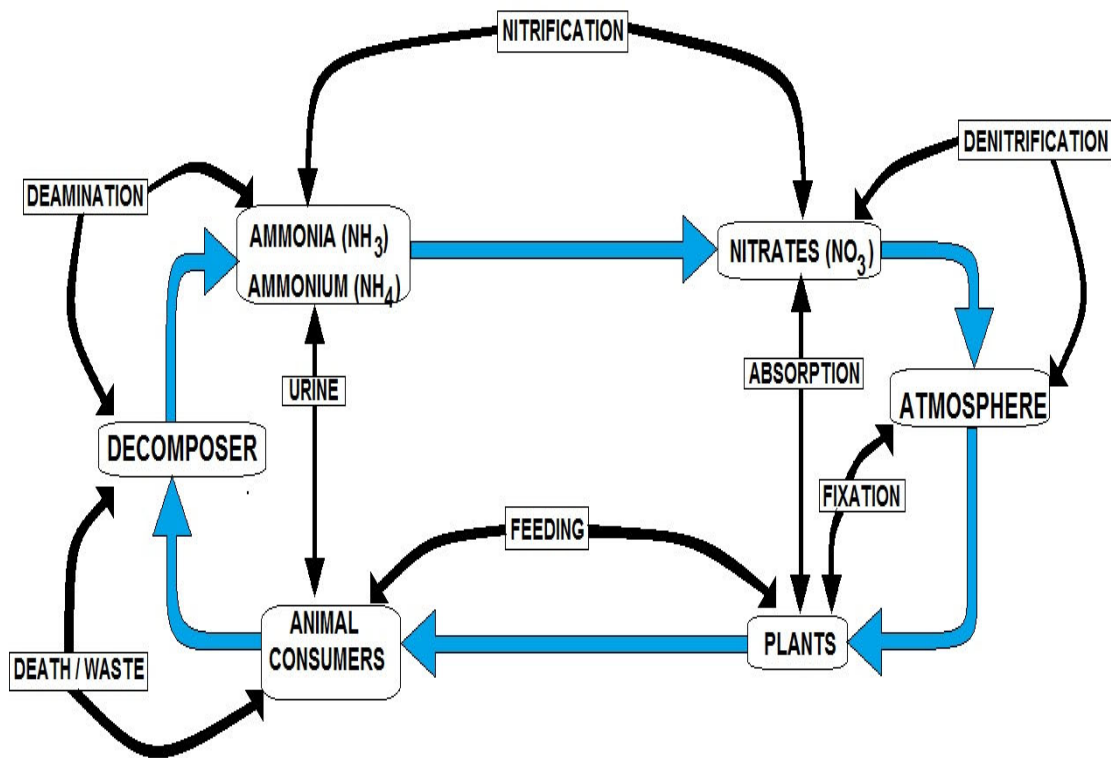 NITRIFICATION
DENITRIFICATION
DEAMINATION
AMMONIA (NH3)
AMMONIUM (NH4)
NITRATES (NO3)
URINE
ABSORPTION
ATMOSPHERE
DECOMPOSER
FIXATION
FEEDING
ANIMAL
CONSUMERS
PLANTS
DEATH / WASTE